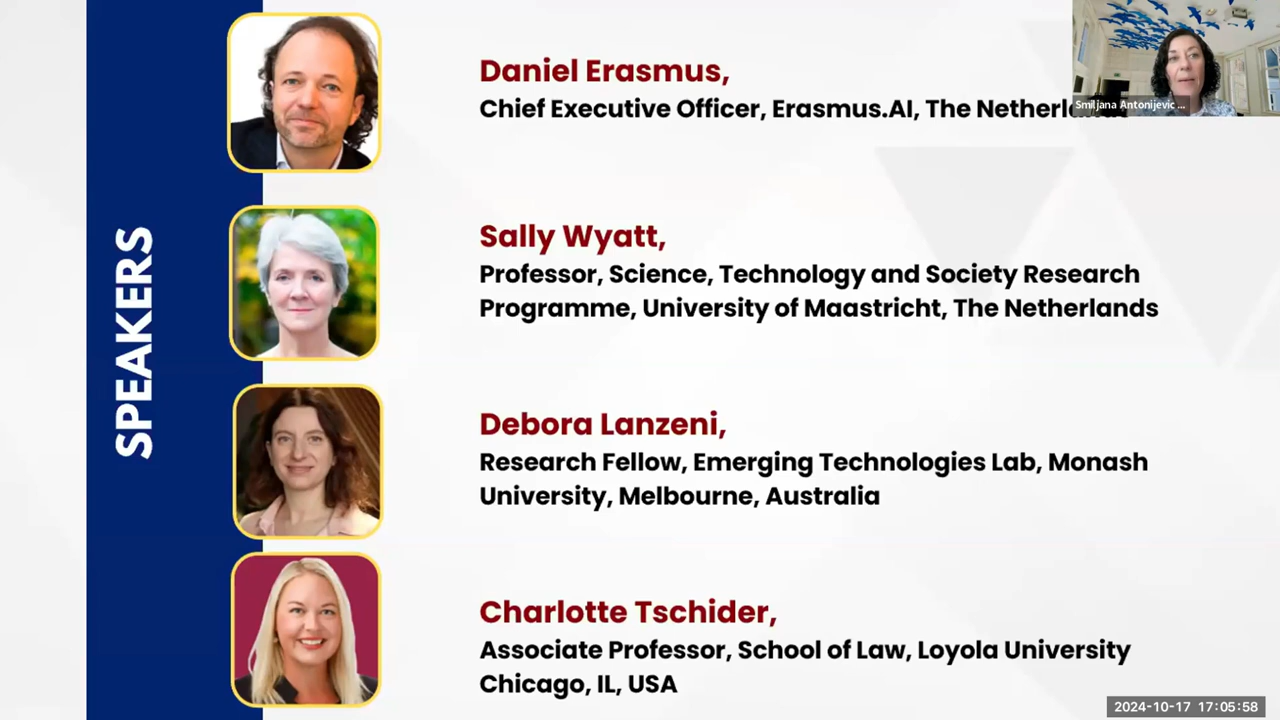 SPEAKERS
Daniel Erasmus,
Chief Executive Officer, Erasmus.AI, The
Smiljana Antonijevic ...
Sally Wyatt,
Professor, Science, Technology and Society Research
Programme, University of Maastricht, The Netherlands
Debora Lanzeni,
Research Fellow, Emerging Technologies Lab, Monash
University, Melbourne, Australia
Charlotte Tschider,
Associate Professor, School of Law, Loyola University
Chicago, IL, USA
2024-10-17 17:05:58